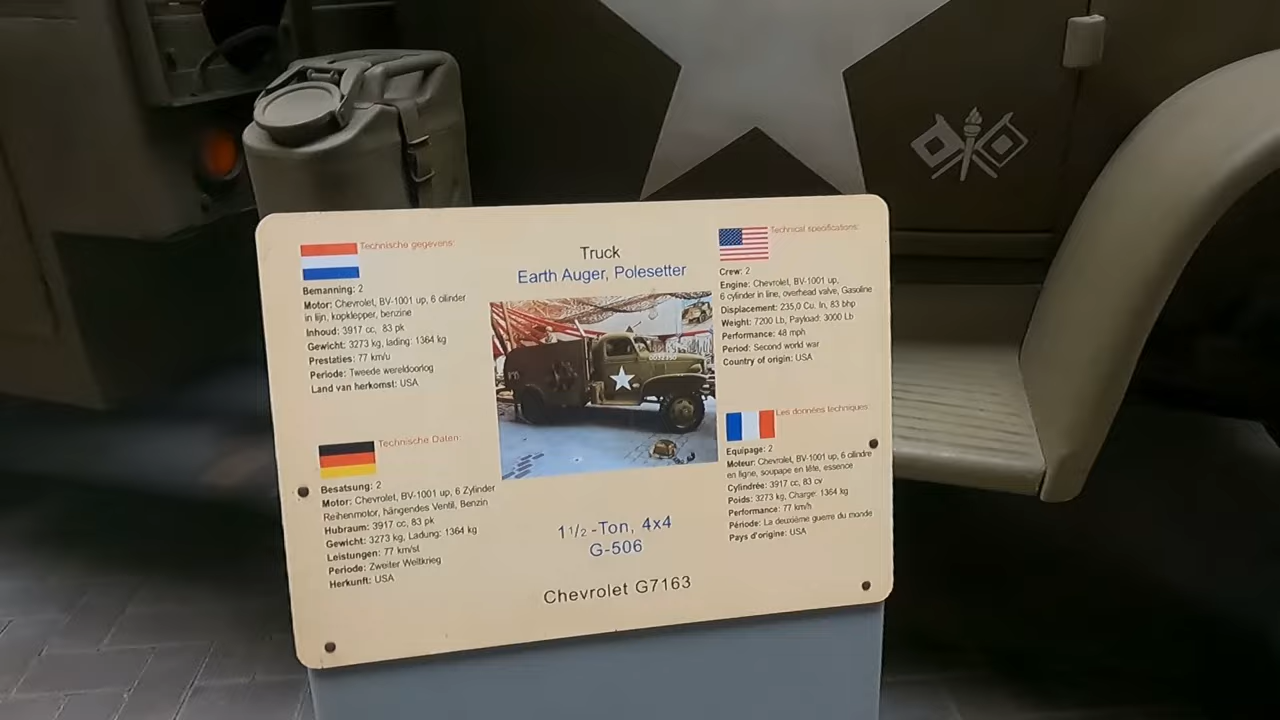 Technische gegevens:
Bemanning: 2
Motor: Chevrolet, BV-1001 up, 6 cilinder
in lijn, kopklepper, benzine
Inhoud: 3917 cc, 83 pk
Gewicht: 3273 kg, lading: 1364 kg
Prestaties: 77 km/u
Periode: Tweede wereldoorlog
Land van herkomst: USA
Technische Daten:
Besatsung: 2
Motor: Chevrolet, BV-1001 up, 6 Zylinder
Reihenmotor, hängendes Ventil, Benzin
Hubraum: 3917 cc, 83 pk
Gewicht: 3273 kg, Ladung: 1364 kg
Leistungen: 77 km/st
Periode: Zweiter Weltkrieg
Herkunft: USA
Truck
Earth Auger, Polesetter
1 1/2 -Ton, 4x4
G-506
Chevrolet G7163
Technical specifications:
Crew: 2
Engine: Chevrolet, BV-1001 up,
6 cylinder in line, overhead valve, Gasoline
Displacement: 235,0 Cu. In, 83 bhp
Weight: 7200 Lb, Payload: 3000 Lb
Performance: 48 mph
Period: Second world war
Country of origin: USA
Les données techniques:
Equipage: 2
Moteur: Chevrolet, BV-1001 up, 6 cilindre
en ligne, soupape en tête, essence
Cylindrée: 3917 cc, 83 cv
Poids: 3273 kg, Charge: 1364 kg
Performance: 77 km/h
Période: La deuxième guerre du monde
Pays d'origine: USA